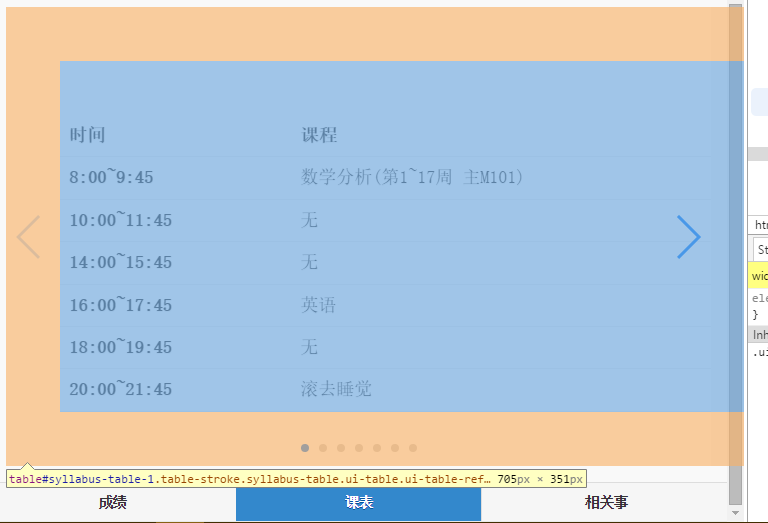 时间 课程
8:00~9:45 数学分析(第1~17周 主M101)
10:00~11:45 无
14:00~15:45 无
16:00~17:45 英语
18:00~19:45 无
20:00~21:45 滚去睡觉
table#syllabus-table-1.table-stroke.syllabus-table.ui-table.ui-table-ref… 705px × 351px
成绩 课表 相关事
ht
St
wid
ele
}
Inh
.ui